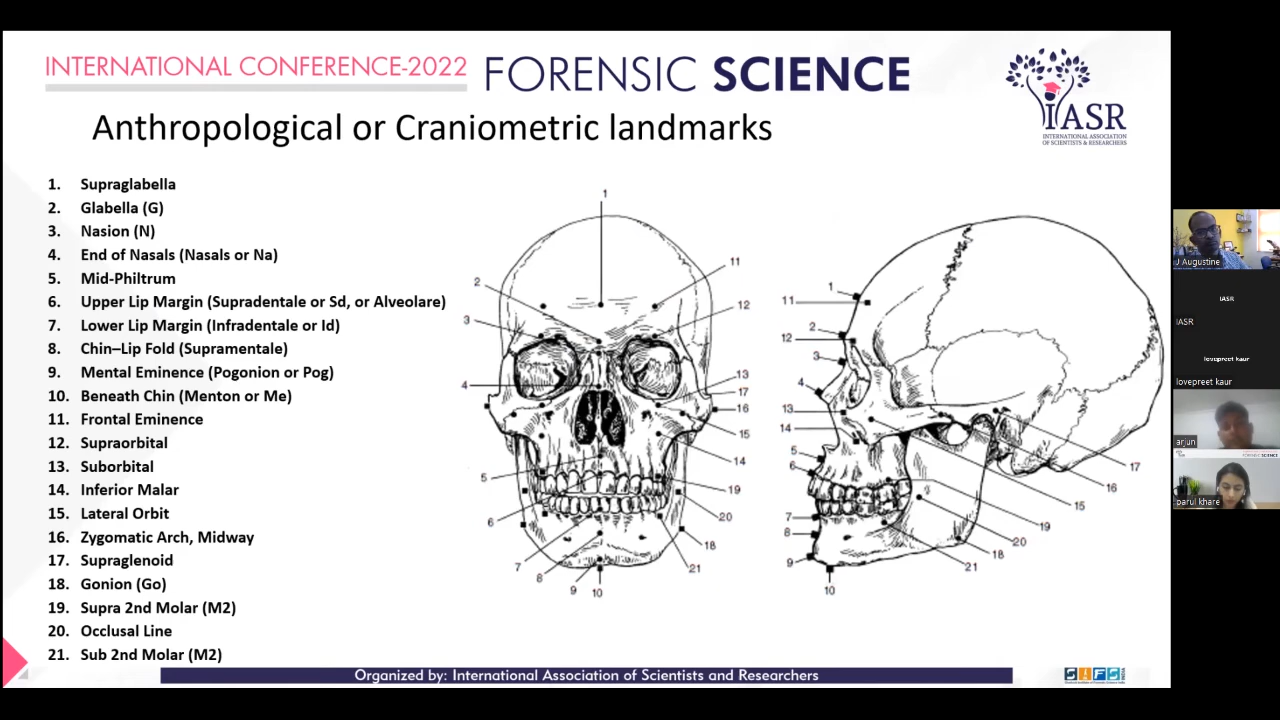 INTERNATIONAL CONFERENCE-2022 FORENSIC SCIENCE
IASR
INTERNATIONAL ASSOCIATION
OF SCIENTISTS & RESEARCHERS
Anthropological or Craniometric landmarks
1. Supraglabella
2. Glabella (G)
3. Nasion (N)
4. End of Nasals (Nasals or Na)
5. Mid-Philtrum
6. Upper Lip Margin (Supradentale or Sd, or Alveolare)
7. Lower Lip Margin (Infradentale or Id)
8. Chin–Lip Fold (Supramentale)
9. Mental Eminence (Pogonion or Pog)
10. Beneath Chin (Menton or Me)
11. Frontal Eminence
12. Supraorbital
13. Suborbital
14. Inferior Malar
15. Lateral Orbit
16. Zygomatic Arch, Midway
17. Supraglenoid
18. Gonion (Go)
19. Supra 2nd Molar (M2)
20. Occlusal Line
21. Sub 2nd Molar (M2)
1
2
3
4
5
6
7
8
9
10
11
12
13
17
16
15
14
19
20
18
21
1
11
2
12
3
4
13
14
5
6
7
8
9
10
17
16
15
19
20
18
21
J Augustine
IASR
IASR
lovepreet kaur
lovepreet kaur
arjun
parul khare
Organized by: International Association of Scientists and Researchers
SIFS
INDIA